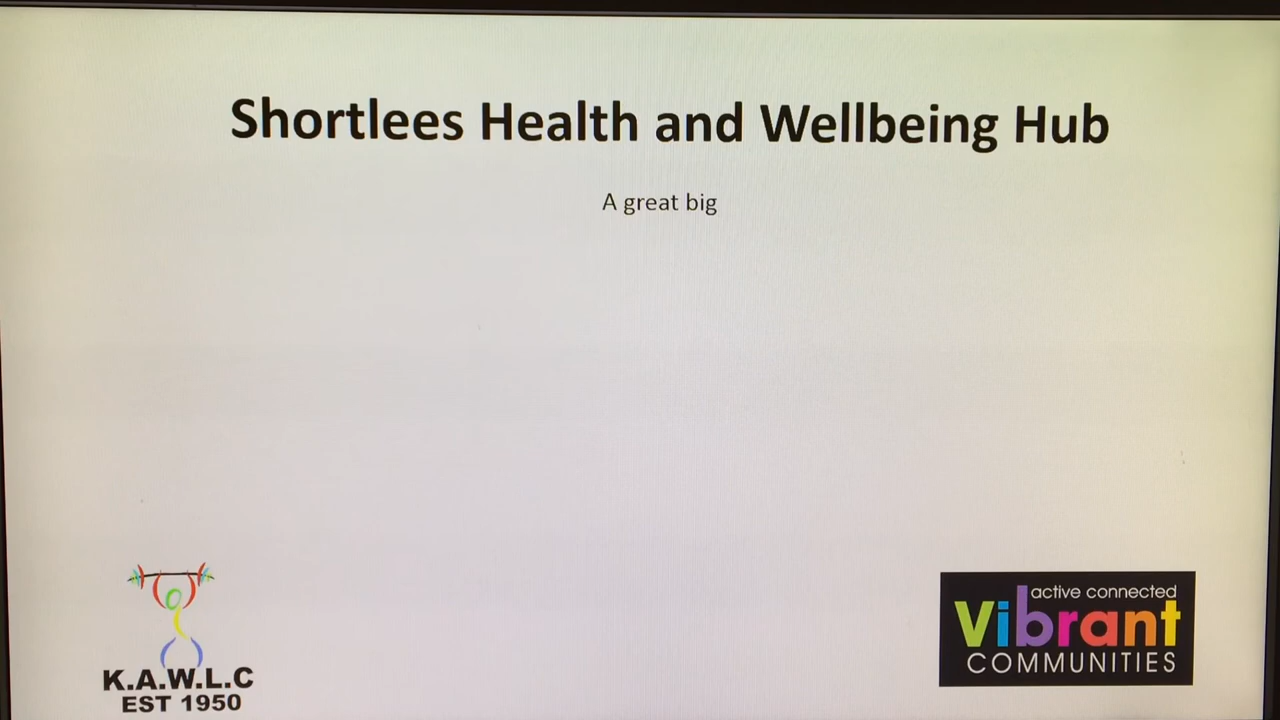 Shortlees Health and Wellbeing Hub
A great big
K.A.W.L.C
EST 1950
active connected
Vibrant
COMMUNITIES